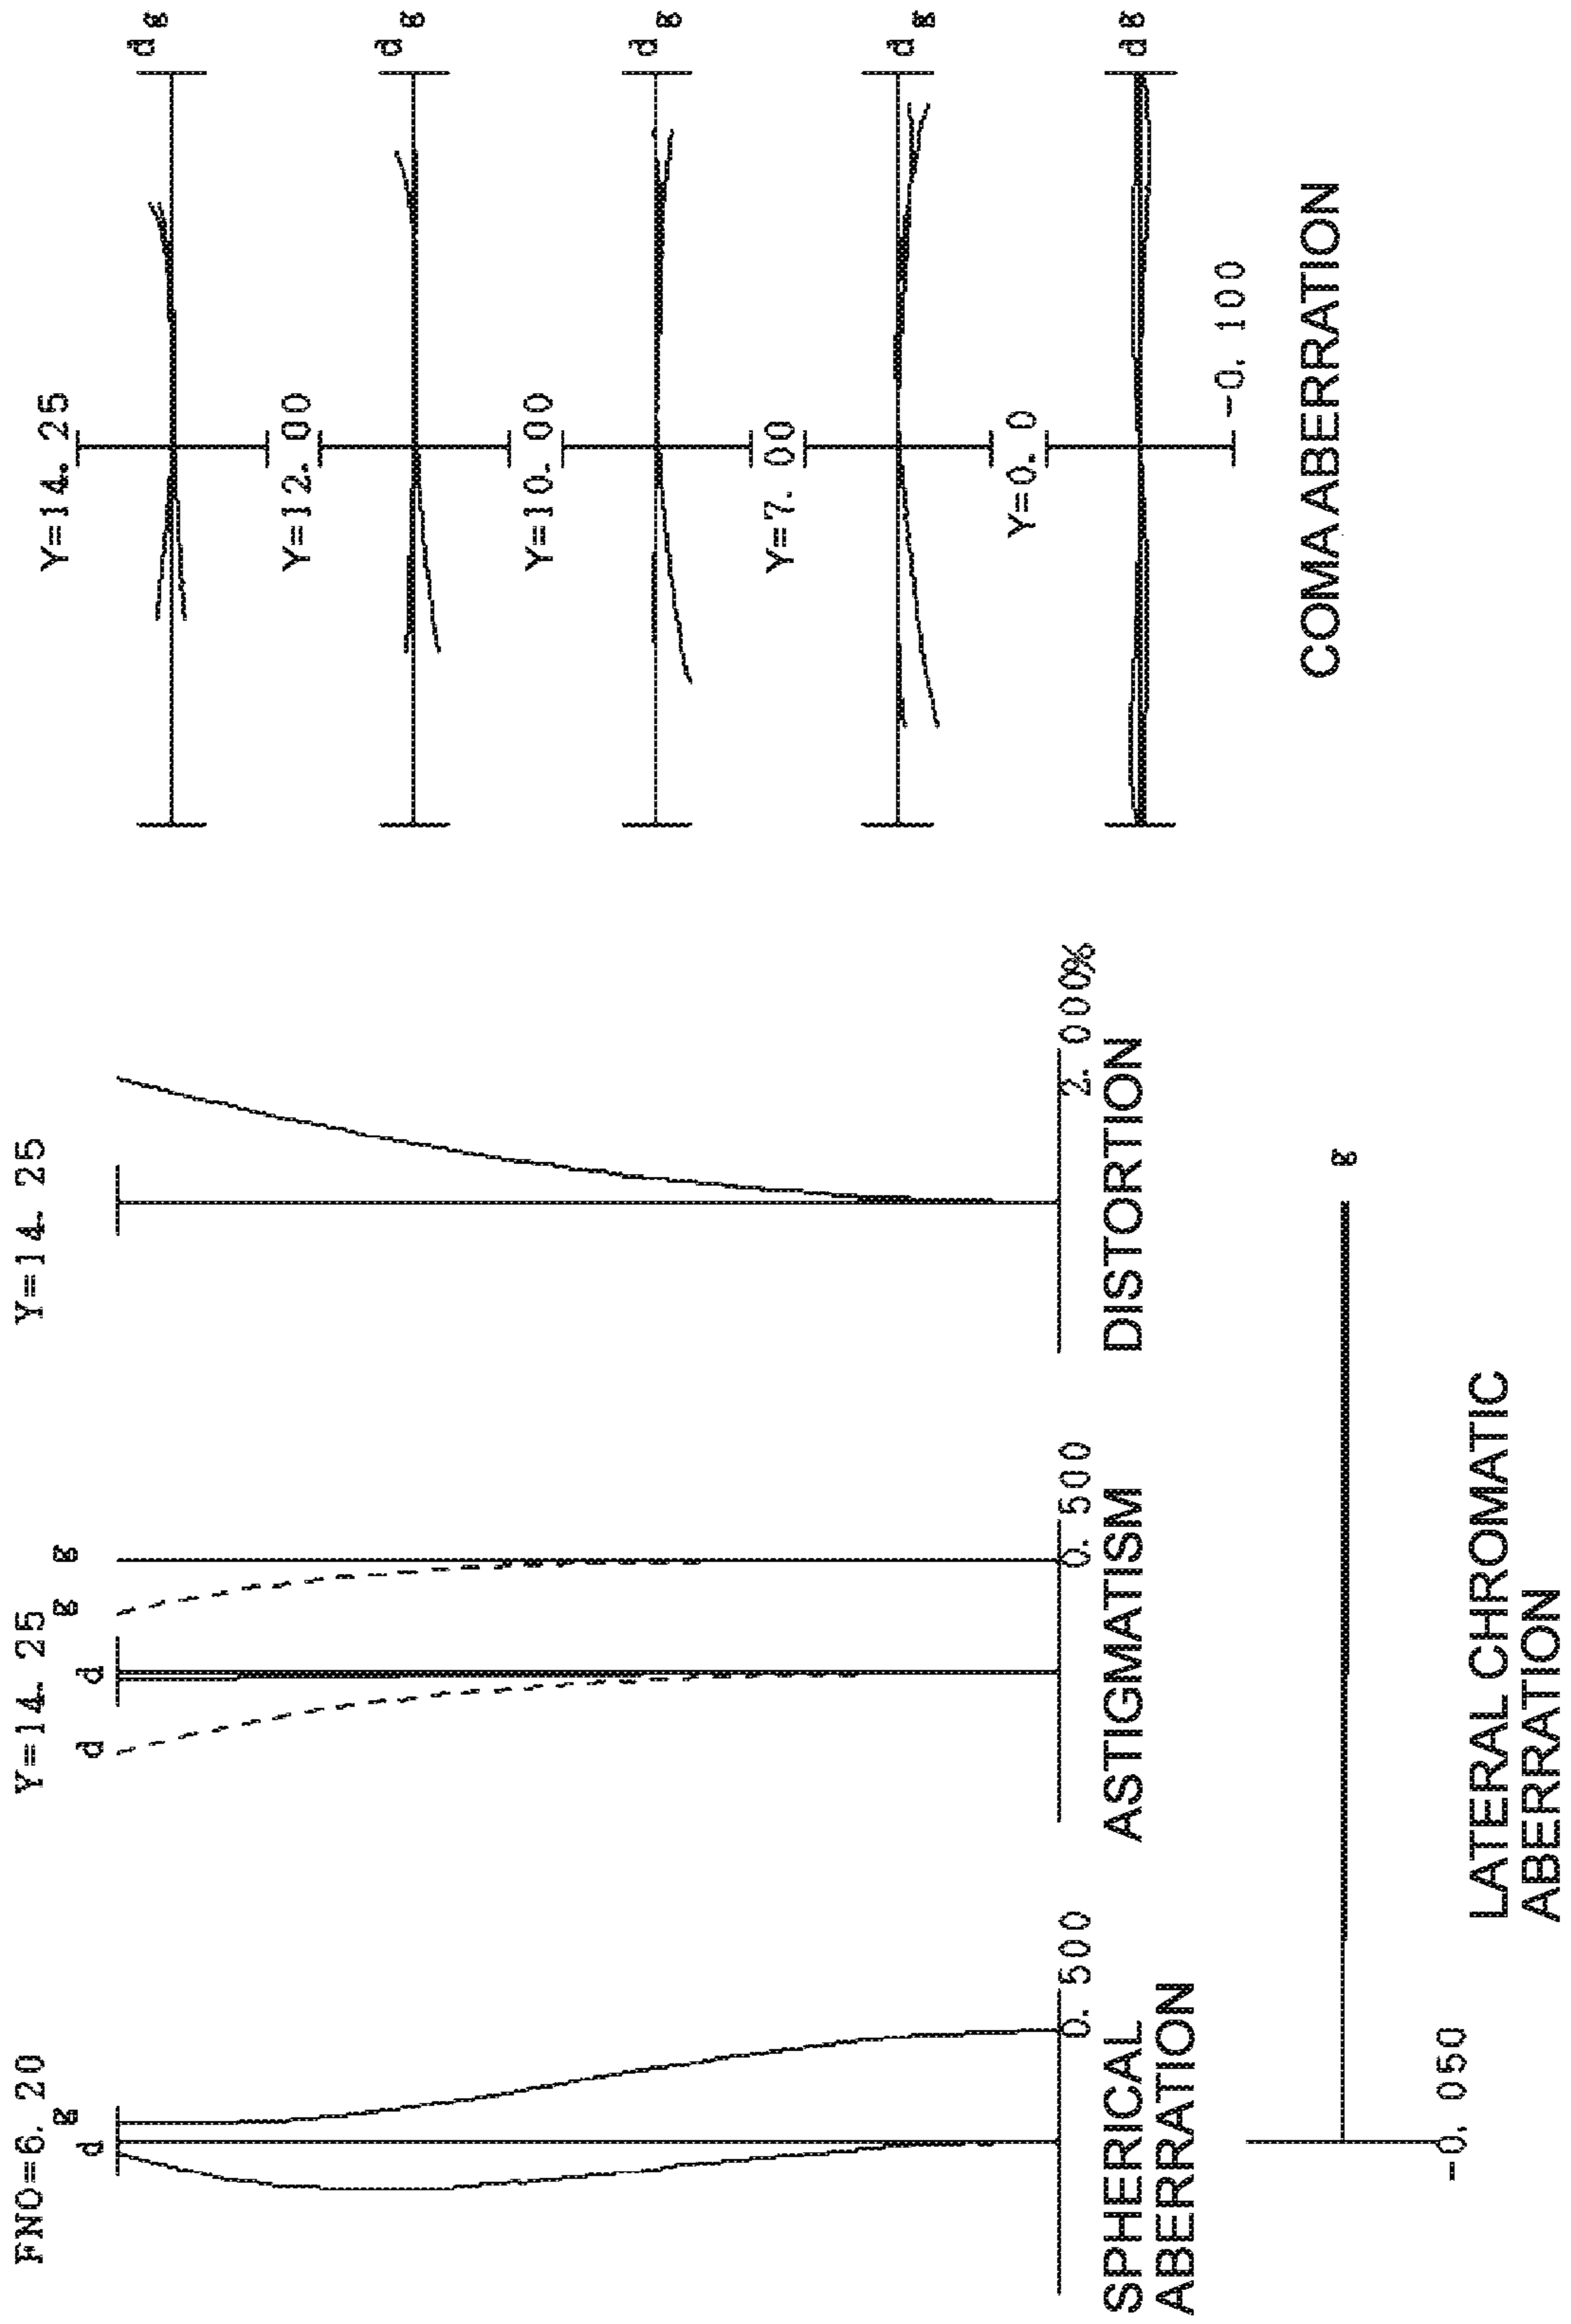 FNO=6.20
d g
SPHERICAL
ABERRATION
0.500
Y=14.25
d d g g
ASTIGMATISM
0.500
Y=14.25
DISTORTION
2.000%
Y=14.25
d g
Y=12.00
d g
Y=10.00
d g
Y=7.00
d g
Y=0.0
d g
-0.100
COMA ABERRATION
g
-0.050
LATERAL CHROMATIC
ABERRATION